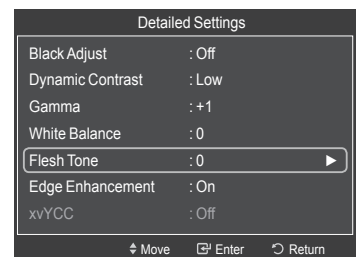 Detailed Settings
Black Adjust : Off
Dynamic Contrast : Low
Gamma : +1
White Balance : 0
Flesh Tone : 0
Edge Enhancement : On
xvYCC : Off
Move Enter Return